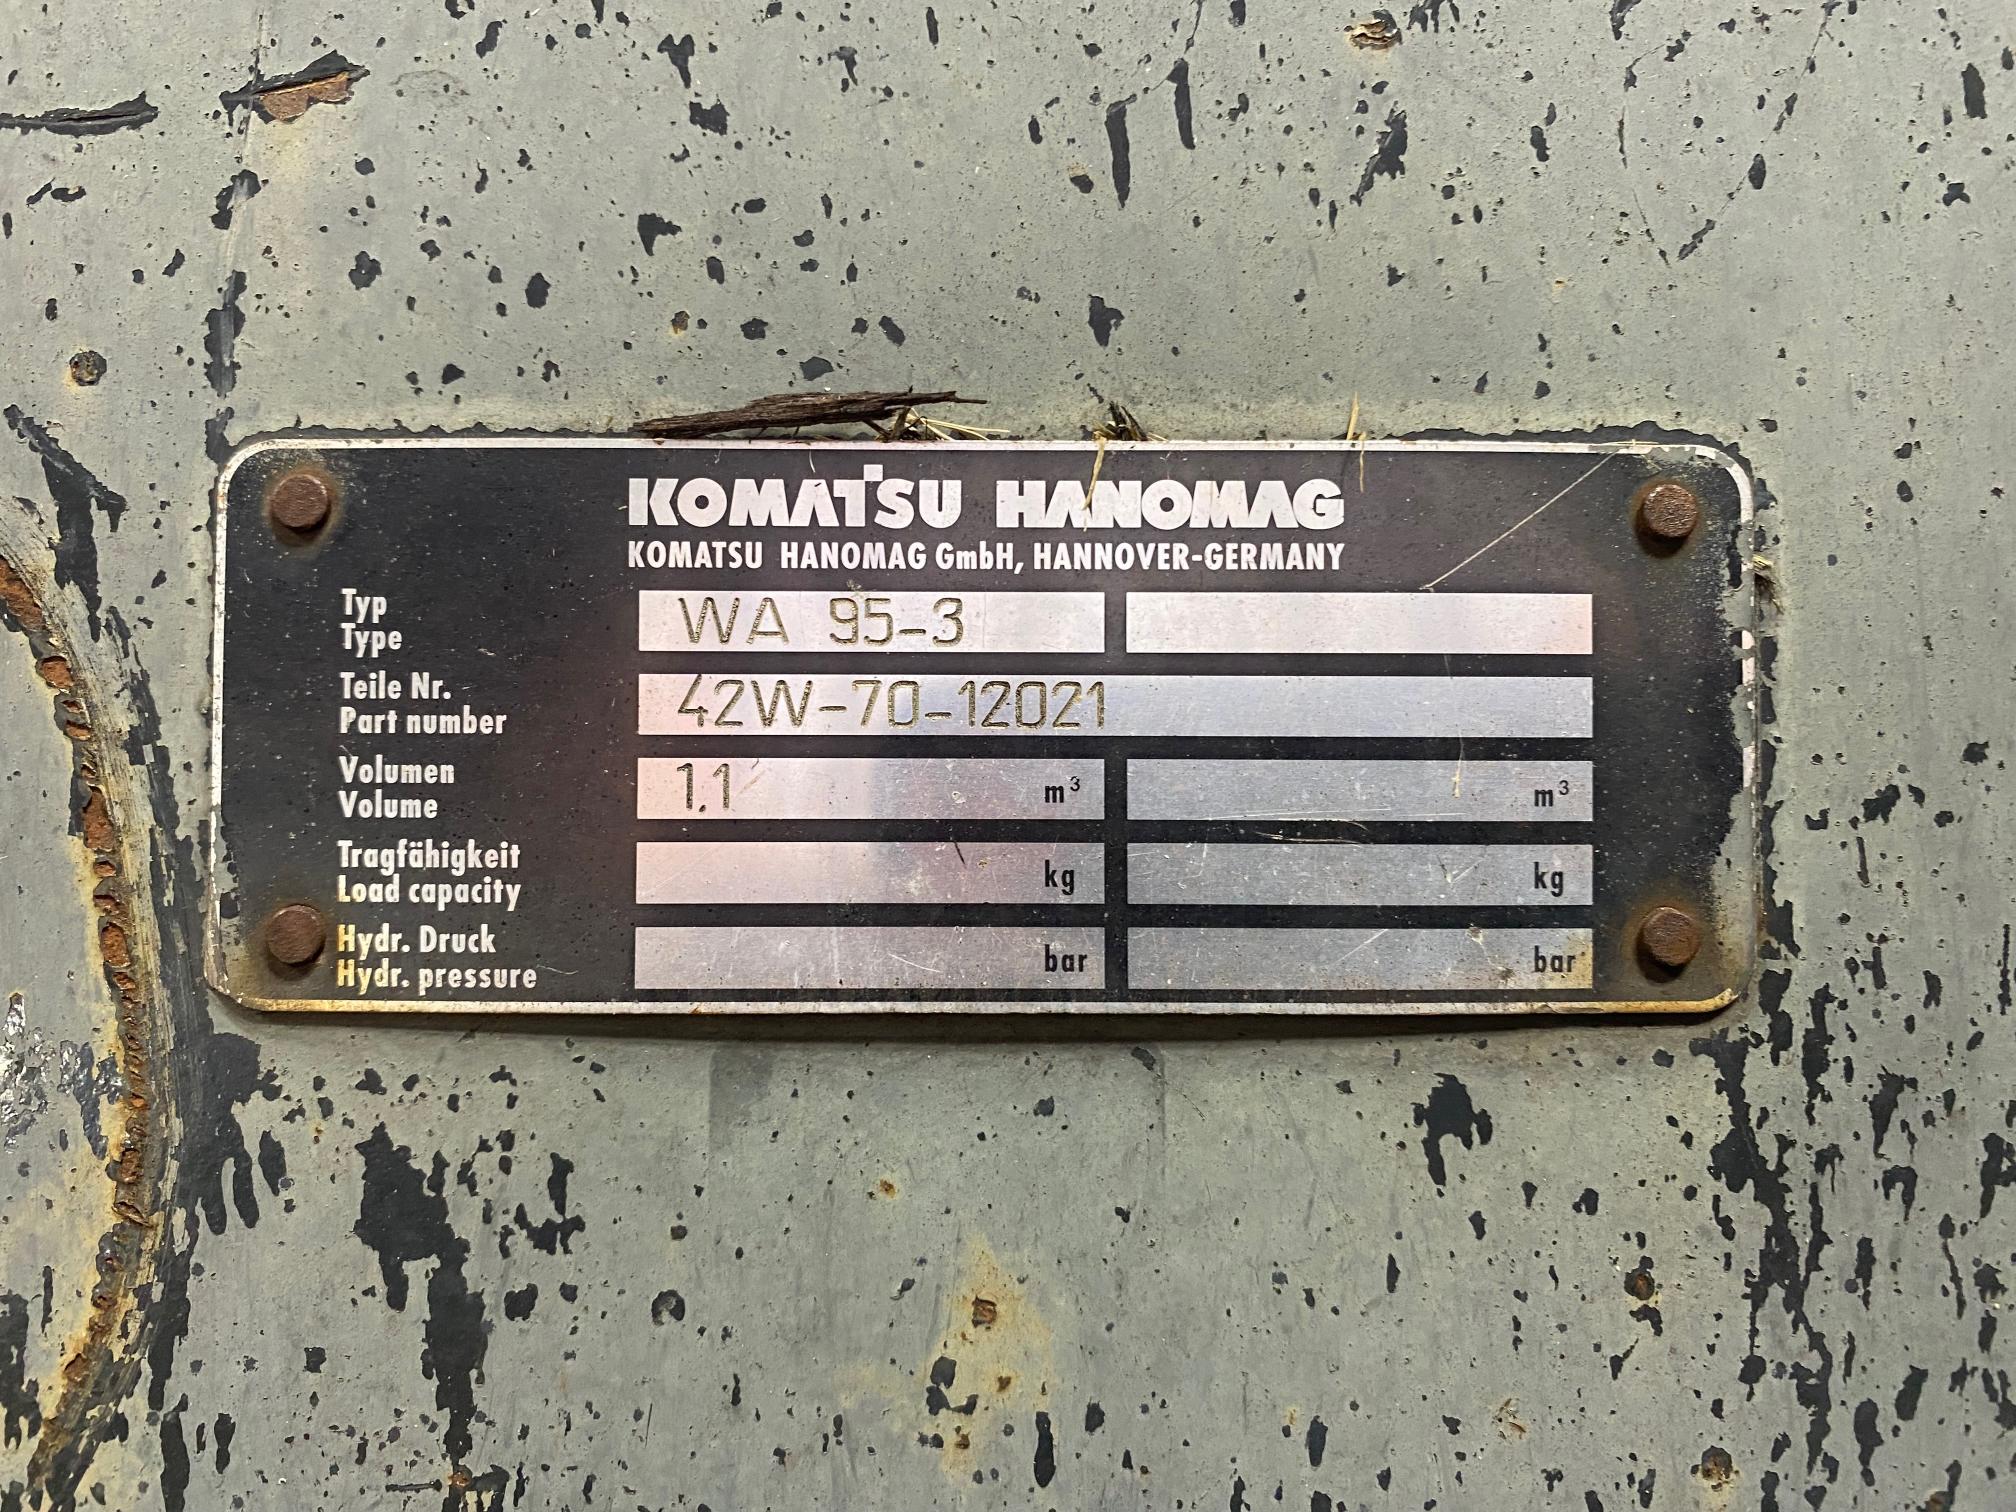 KOMATSU HANOMAG
KOMATSU HANOMAG GmbH, HANNOVER-GERMANY
Typ
Type
WA 95-3
Teile Nr.
Part number
42W-70-12021
Volumen
Volume
1.1 m³ m³
Tragfähigkeit
Load capacity
kg kg
Hydr. Druck
Hydr. pressure
bar bar